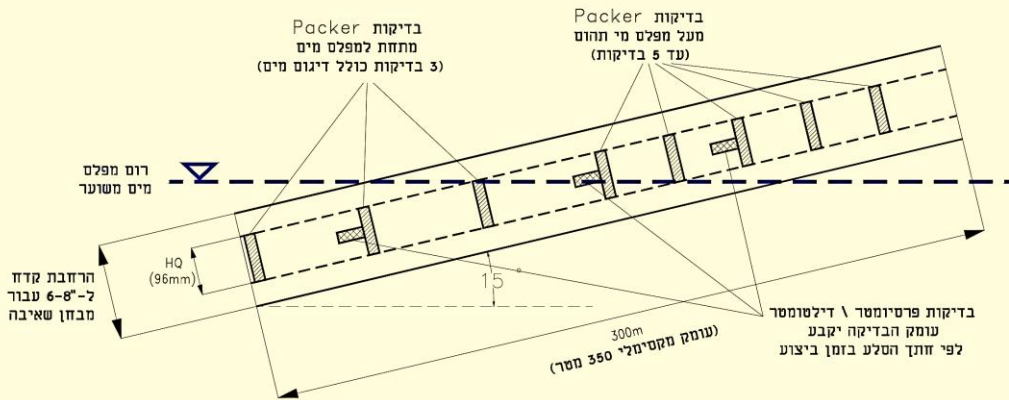 בדיקות Packer
מתחת למפלס מים
(3 בדיקות כולל דיגום מים)
בדיקות Packer
מעל מפלס מי תהום
(עד 5 בדיקות)
רום מפלס
מים משוער
HQ
(96mm)
הרחבת קדח
ל-"6-8 עבור
מבחן שאיבה
15°
300m
(עומק מקסימלי 350 מטר)
בדיקות פרסיומטר \ דילטומטר
עומק הבדיקה יקבע
לפי חתך הסלע בזמן ביצוע